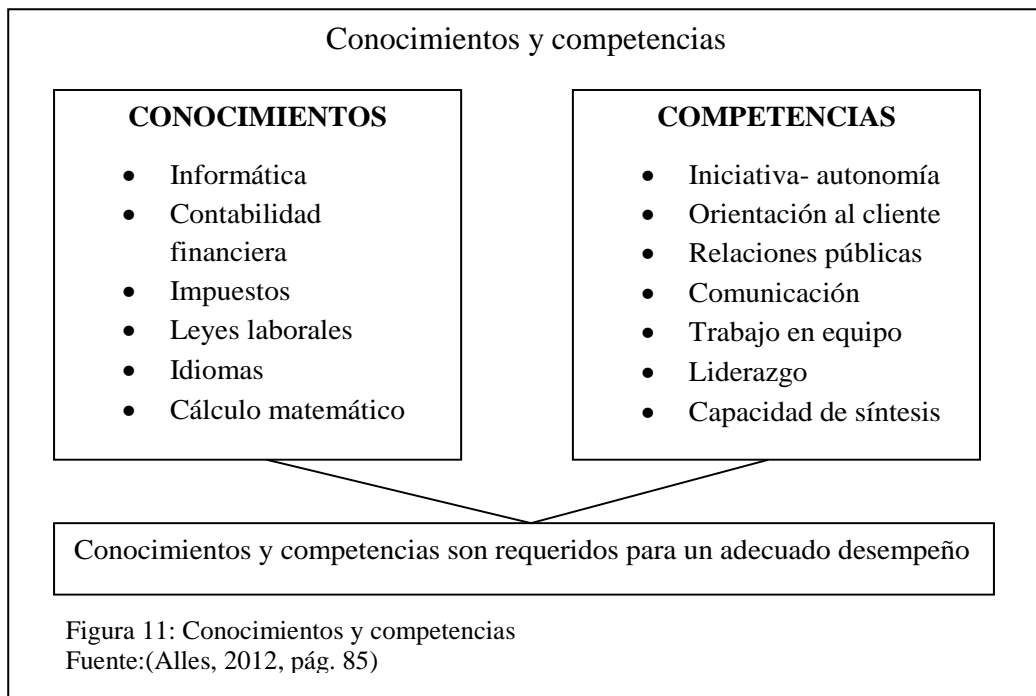 Conocimientos y competencias
CONOCIMIENTOS
• Informática
• Contabilidad
financiera
• Impuestos
• Leyes laborales
• Idiomas
• Cálculo matemático
COMPETENCIAS
• Iniciativa- autonomía
• Orientación al cliente
• Relaciones públicas
• Comunicación
• Trabajo en equipo
• Liderazgo
• Capacidad de síntesis
Conocimientos y competencias son requeridos para un adecuado desempeño
Figura 11: Conocimientos y competencias
Fuente:(Alles, 2012, pág. 85)